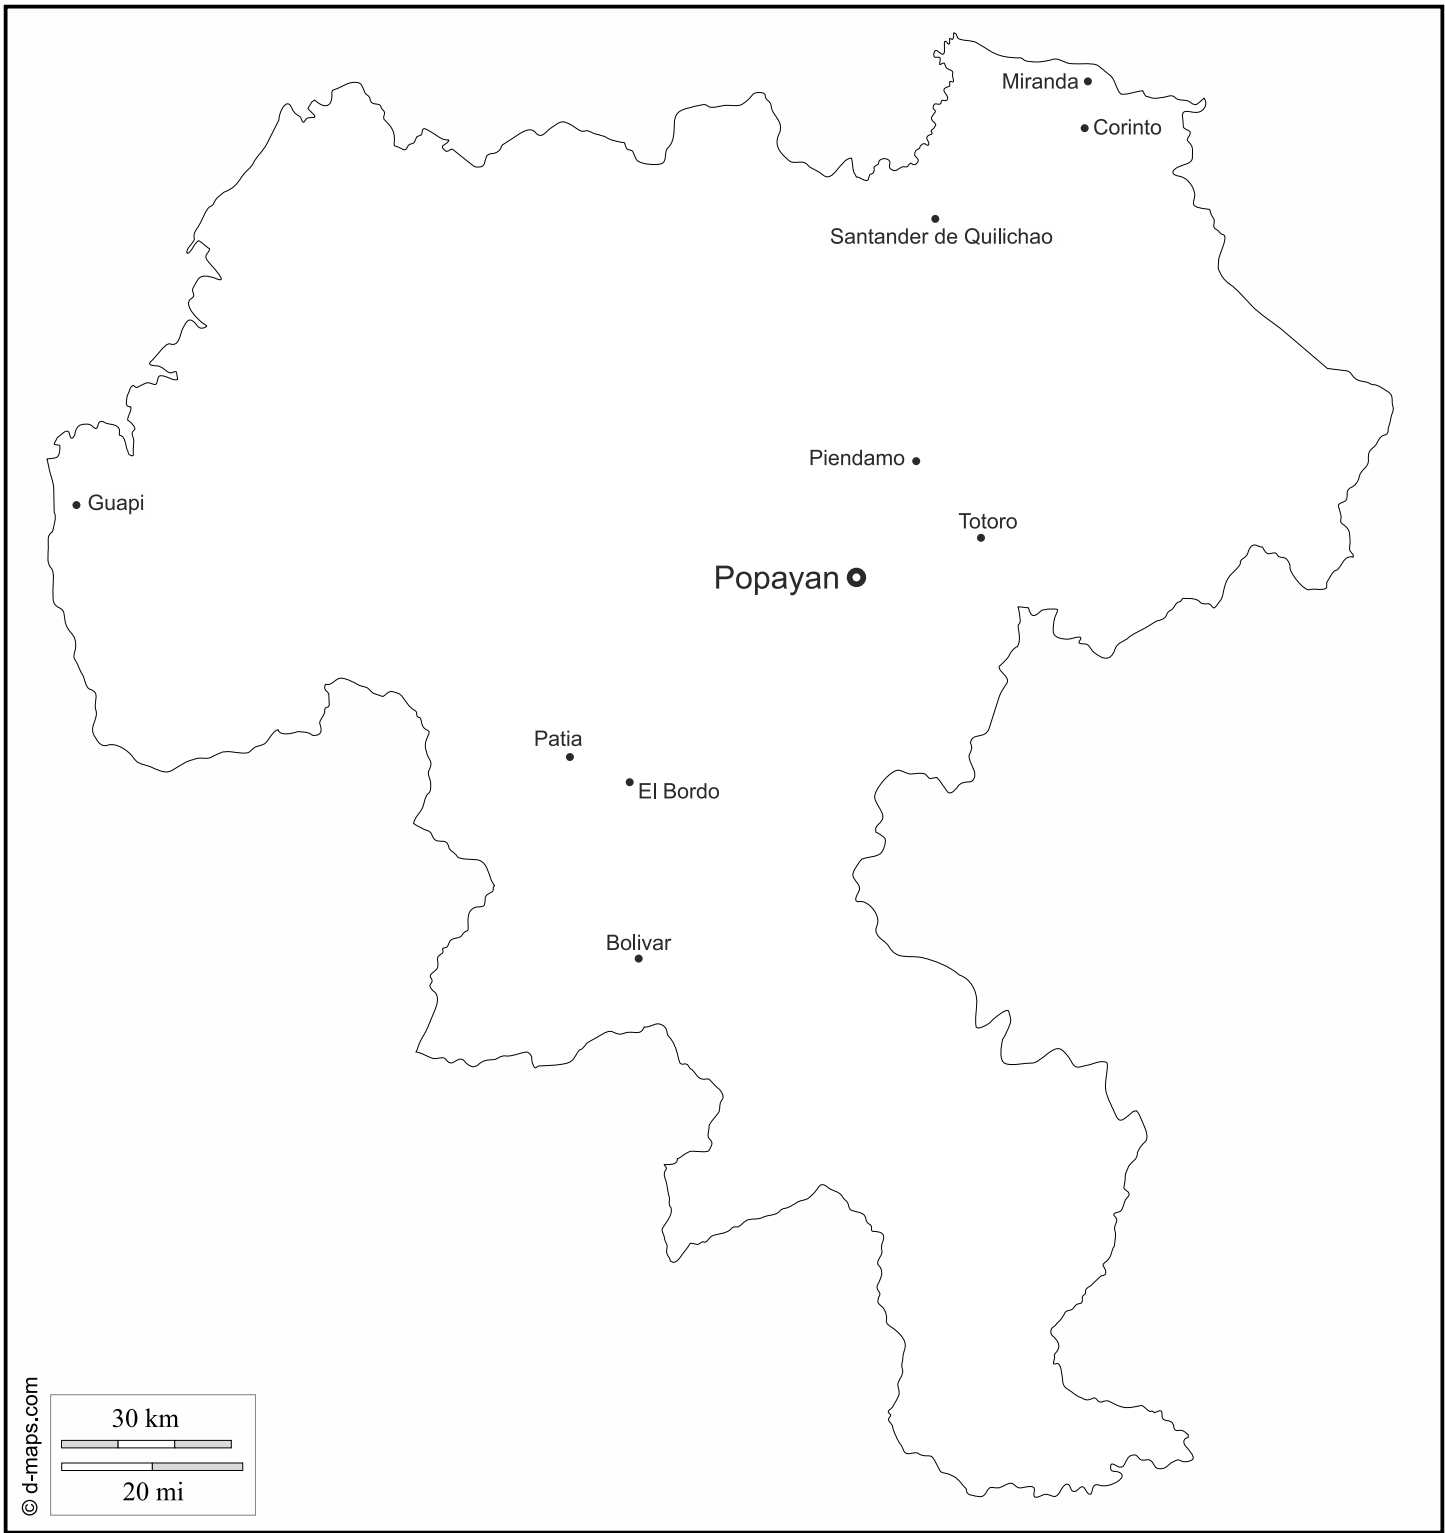 Miranda
Corinto
Santander de Quilichao
Piendamo
Guapi
Totoro
Popayan
Patia
El Bordo
Bolivar
© d-maps.com
30 km
20 mi